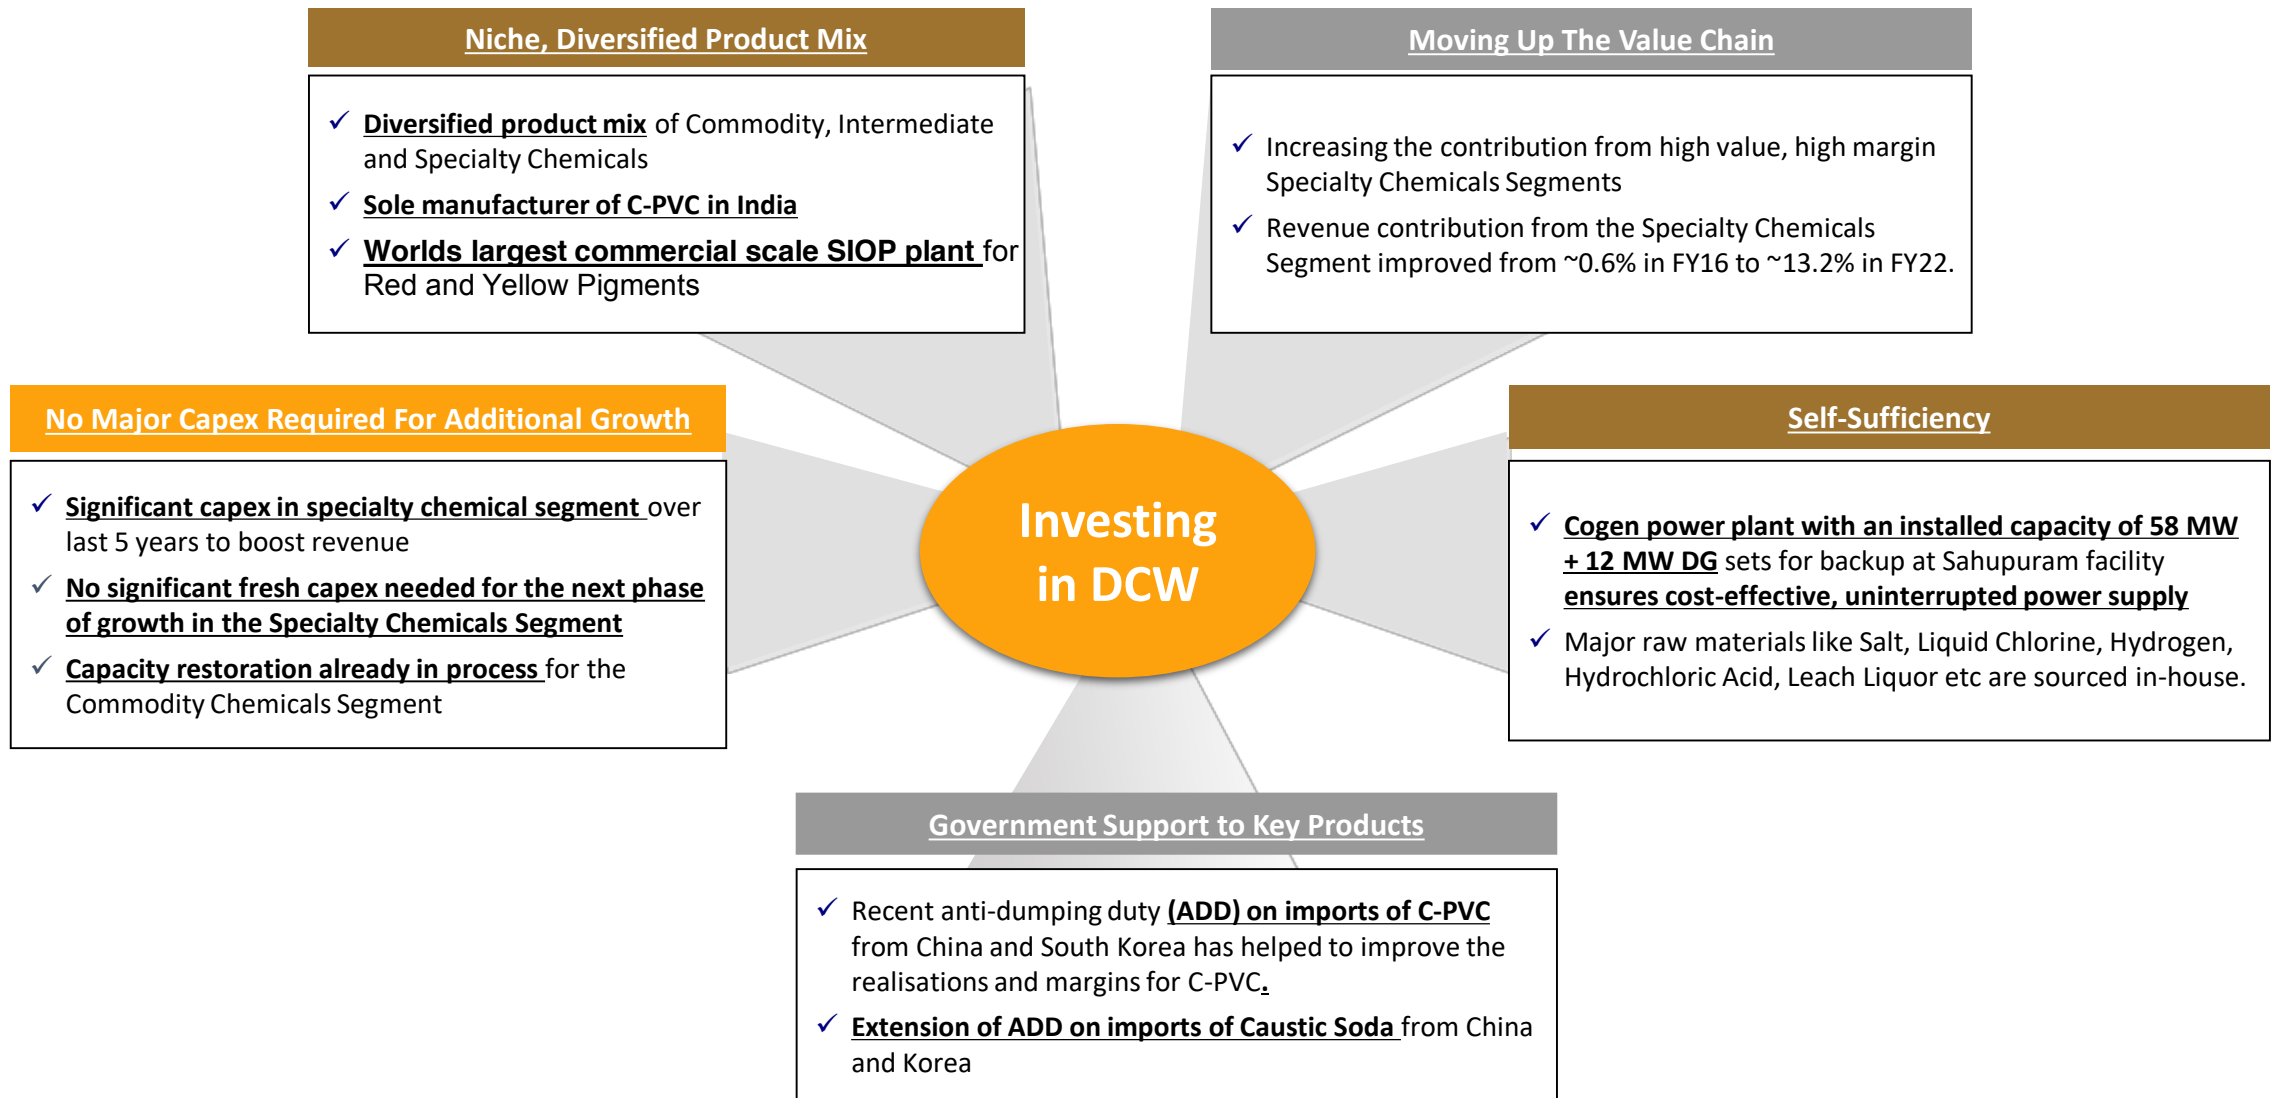 Niche, Diversified Product Mix
✓ Diversified product mix of Commodity, Intermediate
and Specialty Chemicals
✓ Sole manufacturer of C-PVC in India
✓ Worlds largest commercial scale SIOP plant for
Red and Yellow Pigments
Moving Up The Value Chain
✓ Increasing the contribution from high value, high margin
Specialty Chemicals Segments
✓ Revenue contribution from the Specialty Chemicals
Segment improved from ~0.6% in FY16 to ~13.2% in FY22.
No Major Capex Required For Additional Growth
✓ Significant capex in specialty chemical segment over
last 5 years to boost revenue
✓ No significant fresh capex needed for the next phase
of growth in the Specialty Chemicals Segment
✓ Capacity restoration already in process for the
Commodity Chemicals Segment
Investing
in DCW
Self-Sufficiency
✓ Cogen power plant with an installed capacity of 58 MW
+ 12 MW DG sets for backup at Sahupuram facility
ensures cost-effective, uninterrupted power supply
✓ Major raw materials like Salt, Liquid Chlorine, Hydrogen,
Hydrochloric Acid, Leach Liquor etc are sourced in-house.
Government Support to Key Products
✓ Recent anti-dumping duty (ADD) on imports of C-PVC
from China and South Korea has helped to improve the
realisations and margins for C-PVC.
✓ Extension of ADD on imports of Caustic Soda from China
and Korea